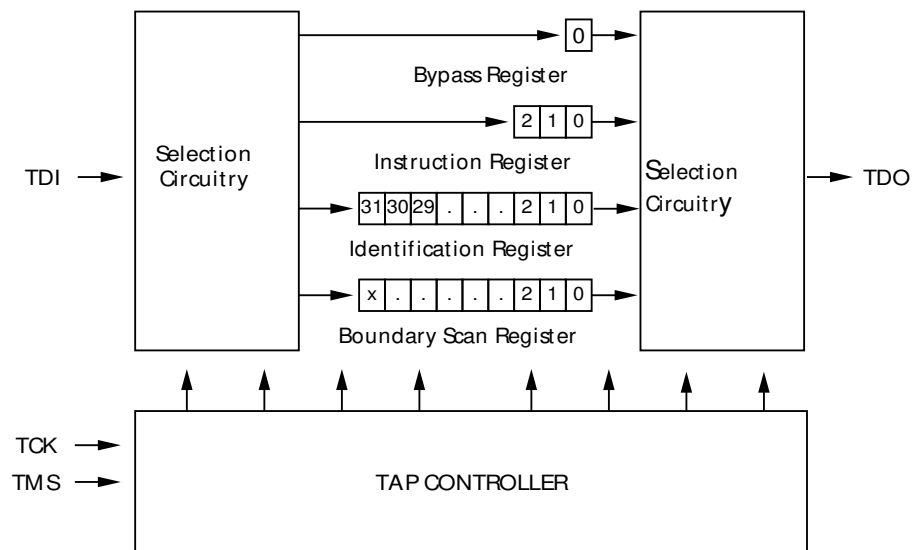 0
Bypass Register
2 1 0
Selection
Circuitry
Instruction Register
Selection
Circuitry
TDI
TDO
31 30 29 . . . 2 1 0
Identification Register
x . . . . . 2 1 0
Boundary Scan Register
TCK
TMS
TAP CONTROLLER